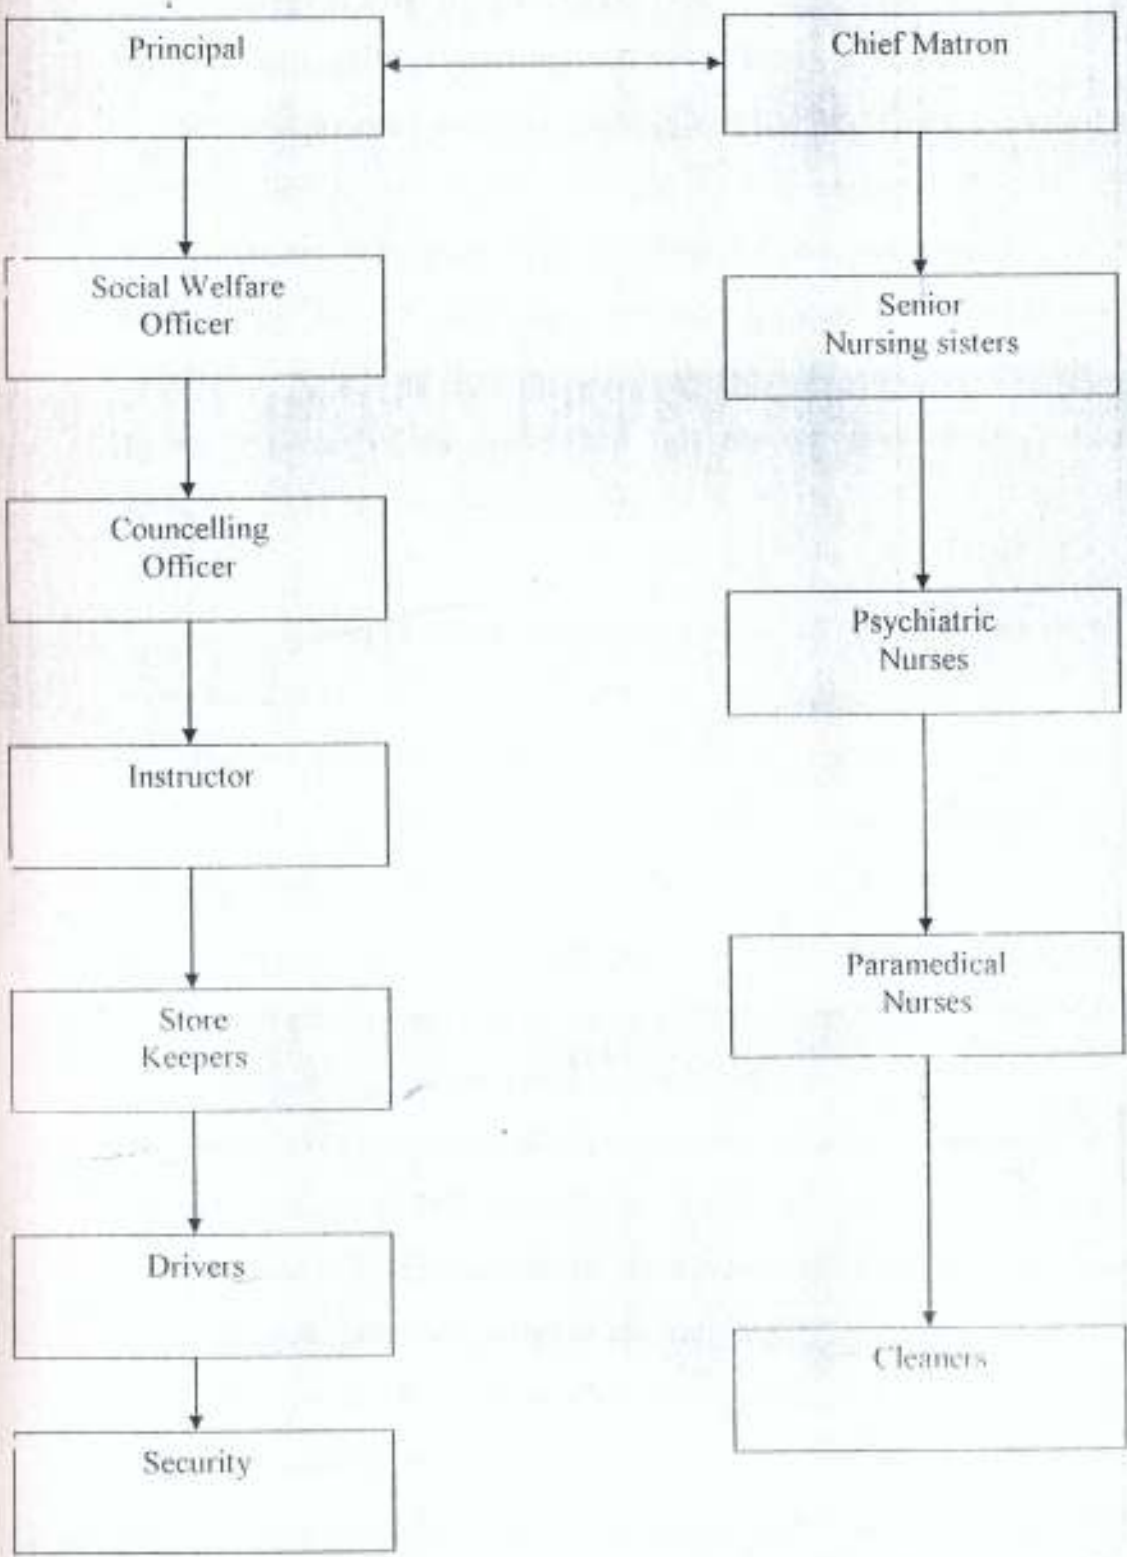 Principal
Chief Matron
Social Welfare
Officer
Senior
Nursing sisters
Councelling
Officer
Psychiatric
Nurses
Instructor
Paramedical
Nurses
Store
Keepers
Drivers
Cleaners
Security